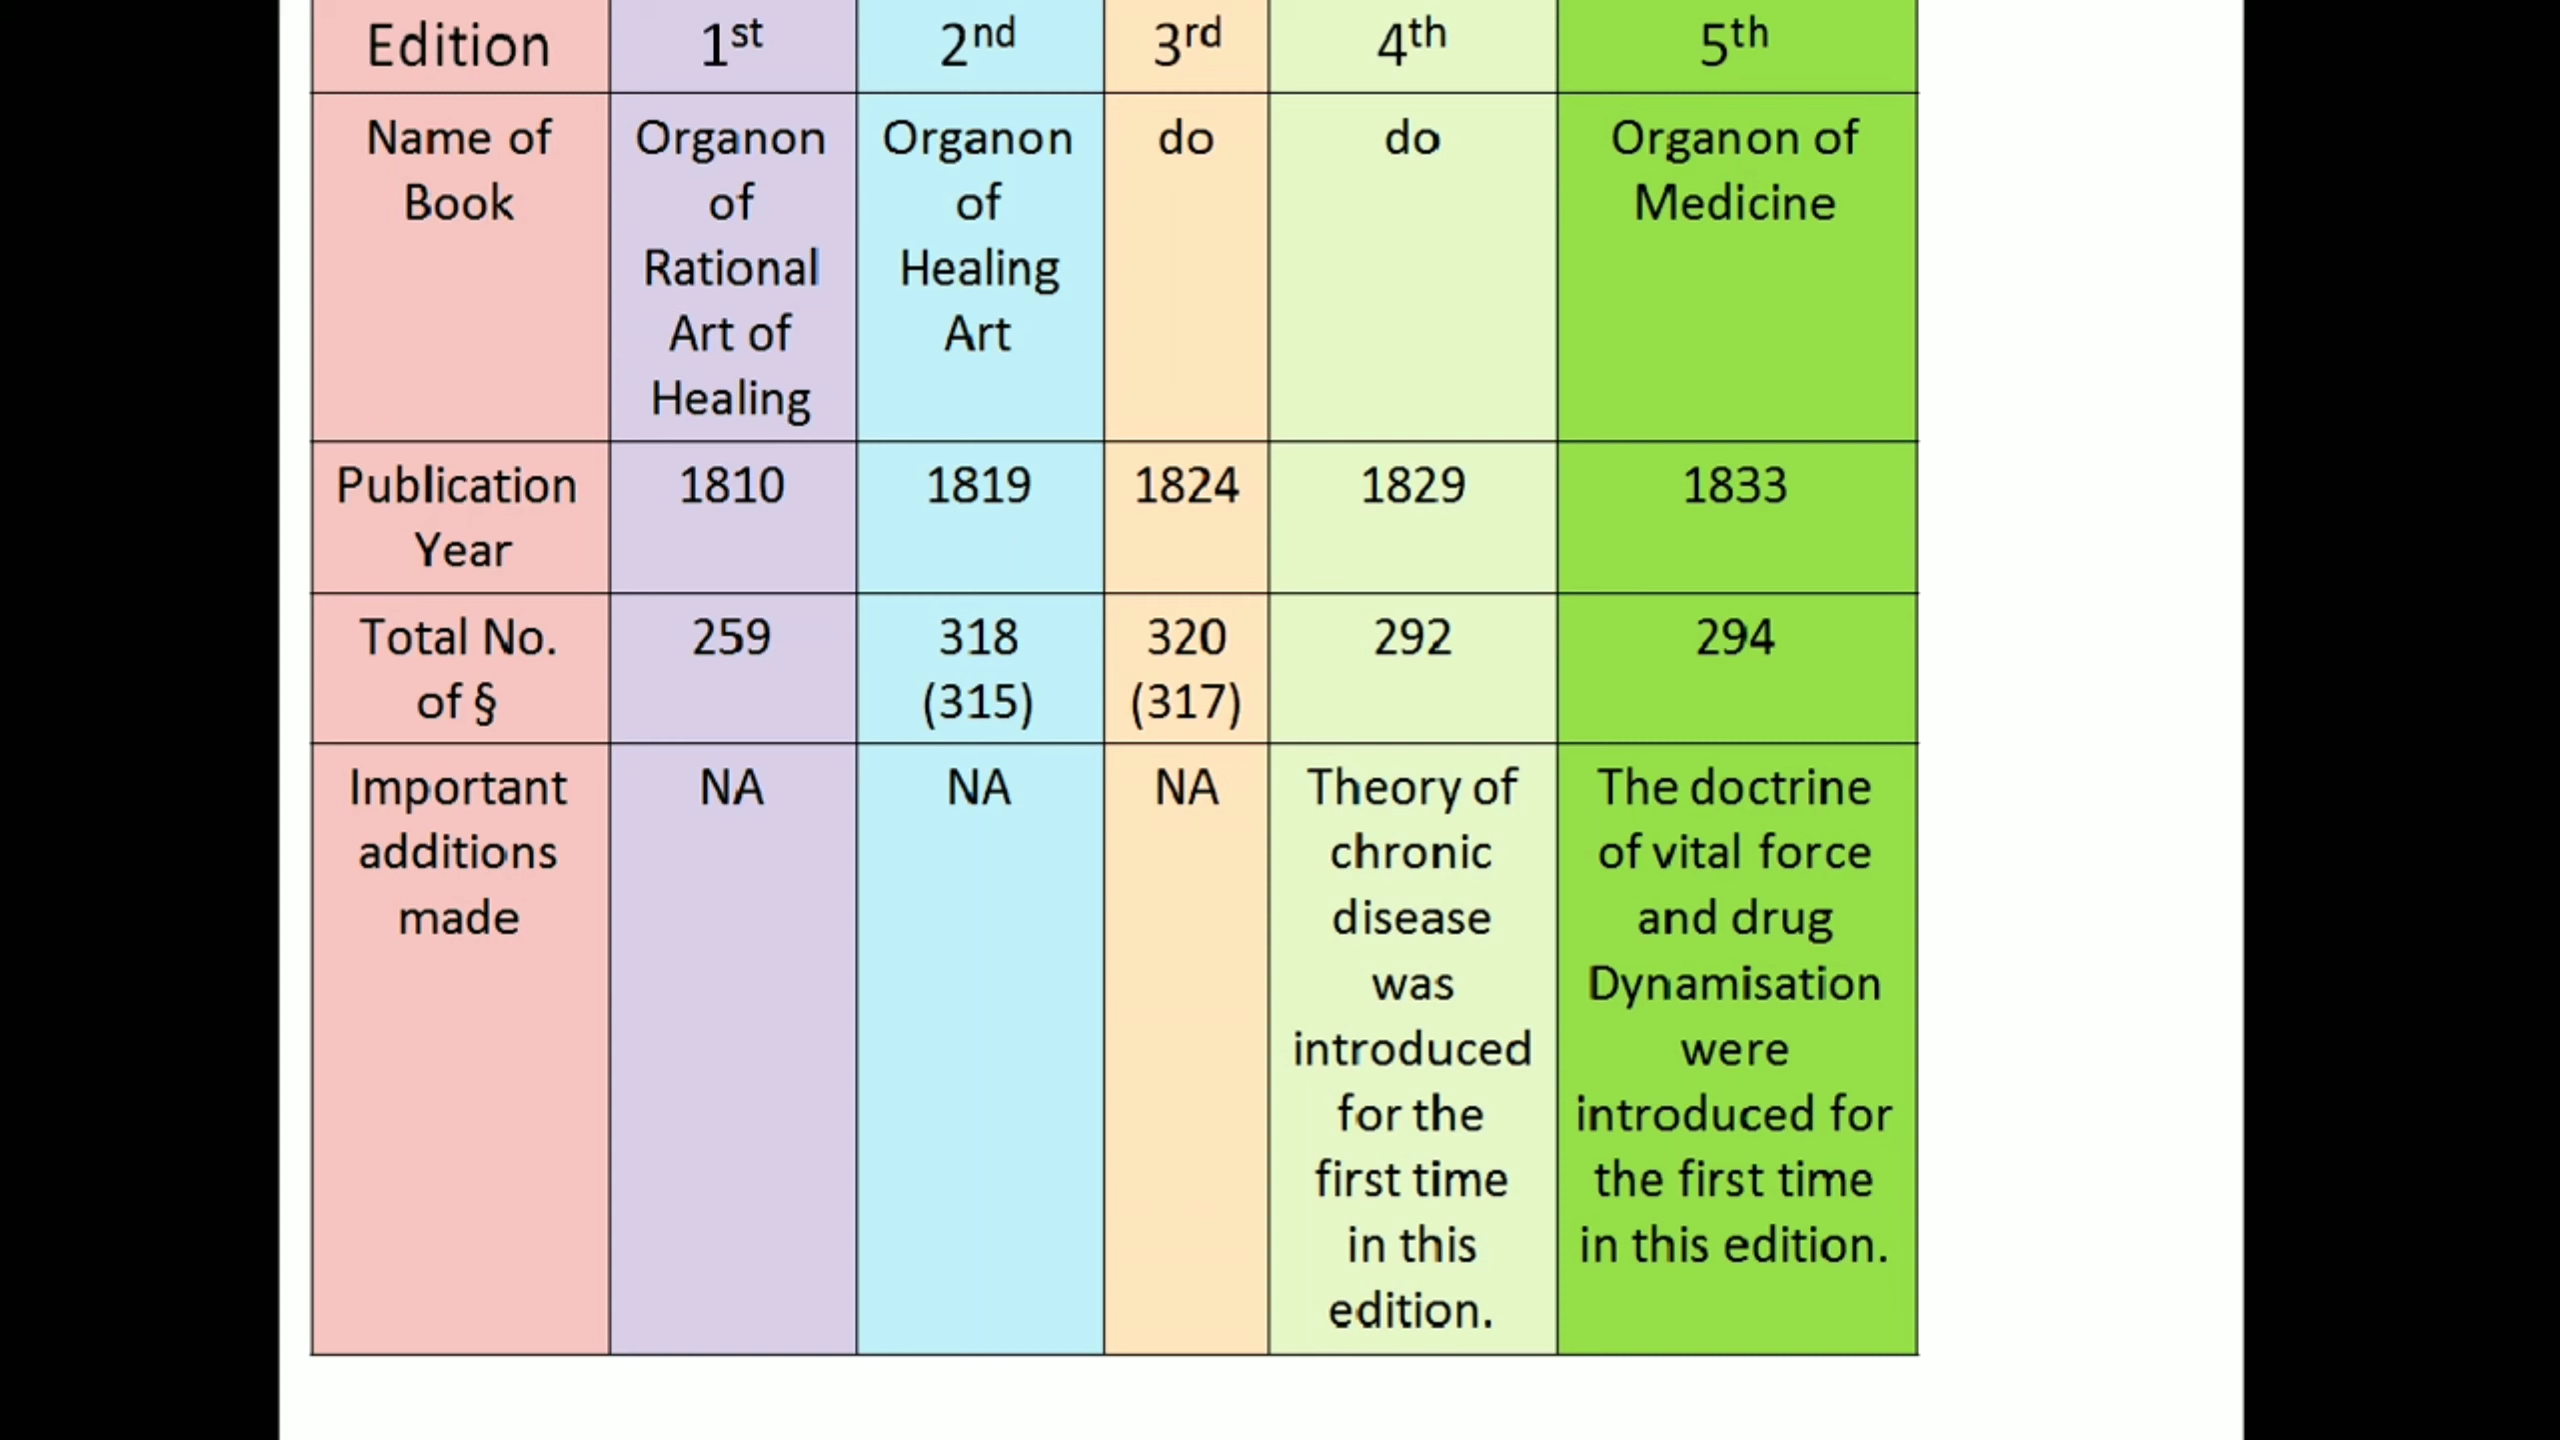 Edition 1st 2nd 3rd 4th 5th
Name of Book Organon of Rational Art of Healing Organon of Healing Art do do Organon of Medicine
Publication Year 1810 1819 1824 1829 1833
Total No. of § 259 318 (315) 320 (317) 292 294
Important additions made NA NA NA Theory of chronic disease was introduced for the first time in this edition. The doctrine of vital force and drug Dynamisation were introduced for the first time in this edition.